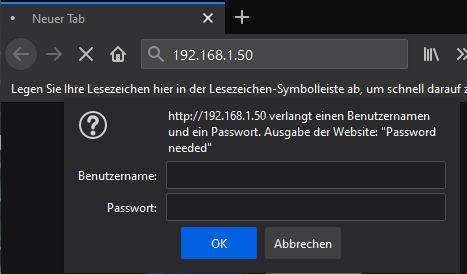 Neuer Tab
192.168.1.50
Legen Sie Ihre Lesezeichen hier in der Lesezeichen-Symbolleiste ab, um schnell darauf z
http://192.168.1.50 verlangt einen Benutzernamen
und ein Passwort. Ausgabe der Website: "Password
needed"
Benutzername:
Passwort:
OK Abbrechen